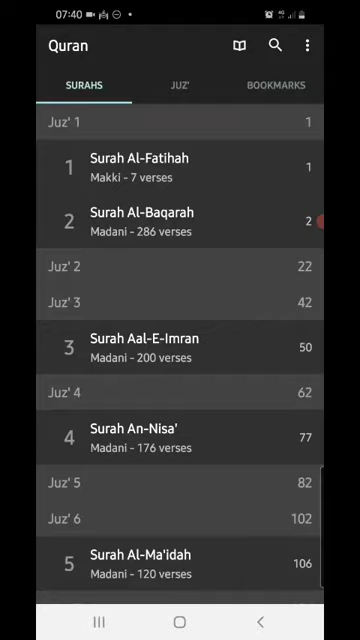 07:40
Quran
SURAHS JUZ' BOOKMARKS
Juz' 1 1
1 Surah Al-Fatihah 1
Makki - 7 verses
2 Surah Al-Baqarah 2
Madani - 286 verses
Juz' 2 22
Juz' 3 42
3 Surah Aal-E-Imran 50
Madani - 200 verses
Juz' 4 62
4 Surah An-Nisa' 77
Madani - 176 verses
Juz' 5 82
Juz' 6 102
5 Surah Al-Ma'idah 106
Madani - 120 verses